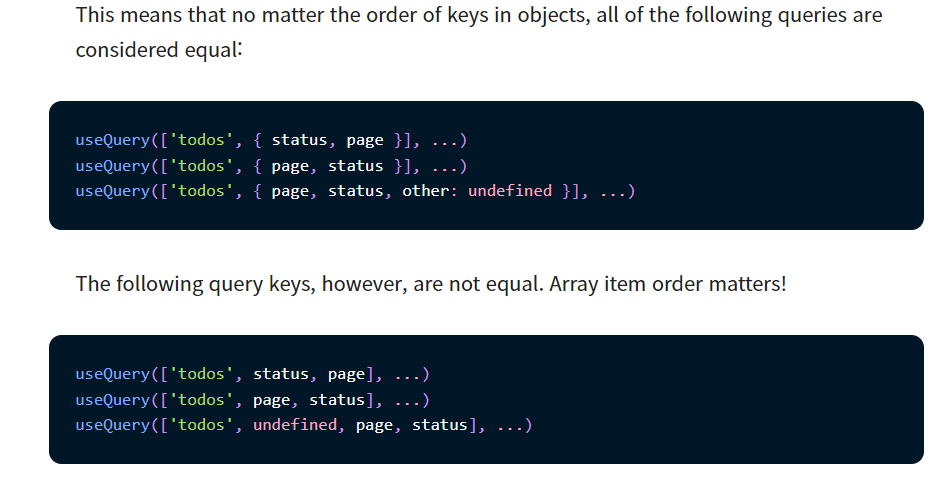 This means that no matter the order of keys in objects, all of the following queries are
considered equal:
useQuery(['todos', { status, page }], ...)
useQuery(['todos', { page, status }], ...)
useQuery(['todos', { page, status, other: undefined }], ...)
The following query keys, however, are not equal. Array item order matters!
useQuery(['todos', status, page], ...)
useQuery(['todos', page, status], ...)
useQuery(['todos', undefined, page, status], ...)